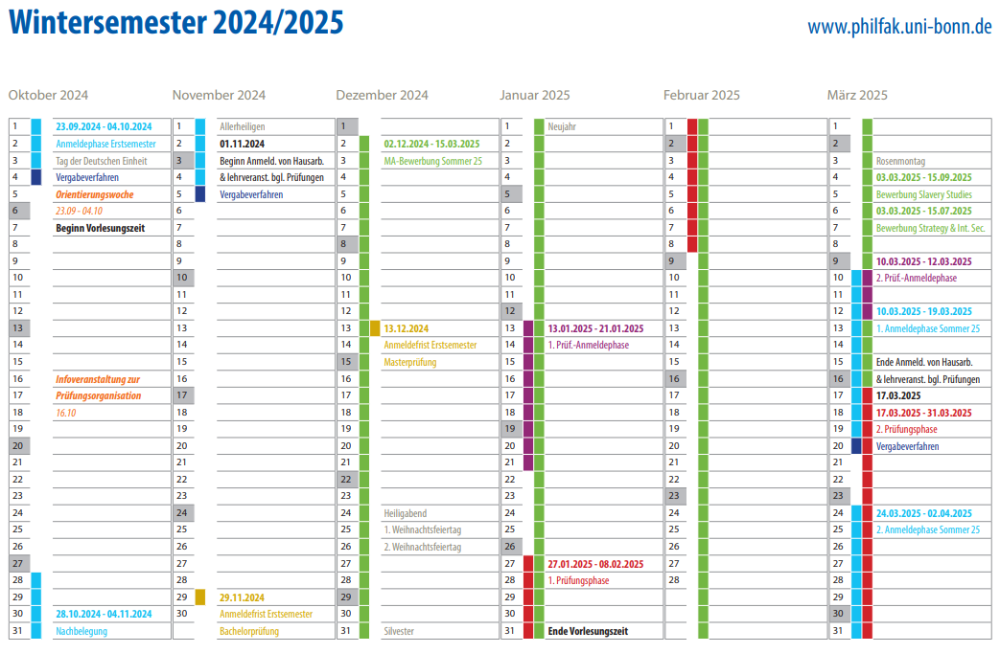 Wintersemester 2024/2025
www.philfak.uni-bonn.de
Oktober 2024
1 23.09.2024 - 04.10.2024
2 Anmeldephase Erstsemester
3 Tag der Deutschen Einheit
4 Vergabeverfahren
5 Orientierungswoche
6 23.09 - 04.10
7 Beginn Vorlesungszeit
8
9
10
11
12
13
14
15
16 Infoveranstaltung zur
17 Prüfungsorganisation
18 16.10
19
20
21
22
23
24
25
26
27
28
29
30 28.10.2024 - 04.11.2024
31 Nachbelegung
November 2024
1 Allerheiligen
2 01.11.2024
3 Beginn Anmeld. von Hausarb.
4 & lehrveranst. bgl. Prüfungen
5 Vergabeverfahren
6
7
8
9
10
11
12
13
14
15
16
17
18
19
20
21
22
23
24
25
26
27
28
29 29.11.2024
30 Anmeldefrist Erstsemester
Bachelorprüfung
Dezember 2024
1
2 02.12.2024 - 15.03.2025
3 MA-Bewerbung Sommer 25
4
5
6
7
8
9
10
11
12
13 13.12.2024
14 Anmeldefrist Erstsemester
15 Masterprüfung
16
17
18
19
20
21
22
23
24 Heiligabend
25 1. Weihnachtsfeiertag
26 2. Weihnachtsfeiertag
27
28
29
30
31 Silvester
Januar 2025
1 Neujahr
2
3
4
5
6
7
8
9
10
11
12
13 13.01.2025 - 21.01.2025
14 1. Prüf.-Anmeldephase
15
16
17
18
19
20
21
22
23
24
25
26
27 27.01.2025 - 08.02.2025
28 1. Prüfungsphase
29
30
31 Ende Vorlesungszeit
Februar 2025
1
2
3
4
5
6
7
8
9
10
11
12
13
14
15
16
17
18
19
20
21
22
23
24
25
26
27
28
März 2025
1
2
3 Rosenmontag
4 03.03.2025 - 15.09.2025
5 Bewerbung Slavery Studies
6 03.03.2025 - 15.07.2025
7 Bewerbung Strategy & Int. Sec.
8
9 10.03.2025 - 12.03.2025
10 2. Prüf.-Anmeldephase
11
12 10.03.2025 - 19.03.2025
13 1. Anmeldephase Sommer 25
14
15 Ende Anmeld. von Hausarb.
16 & lehrveranst. bgl. Prüfungen
17 17.03.2025
18 17.03.2025 - 31.03.2025
19 2. Prüfungsphase
20 Vergabeverfahren
21
22
23
24 24.03.2025 - 02.04.2025
25 2. Anmeldephase Sommer 25
26
27
28
29
30
31